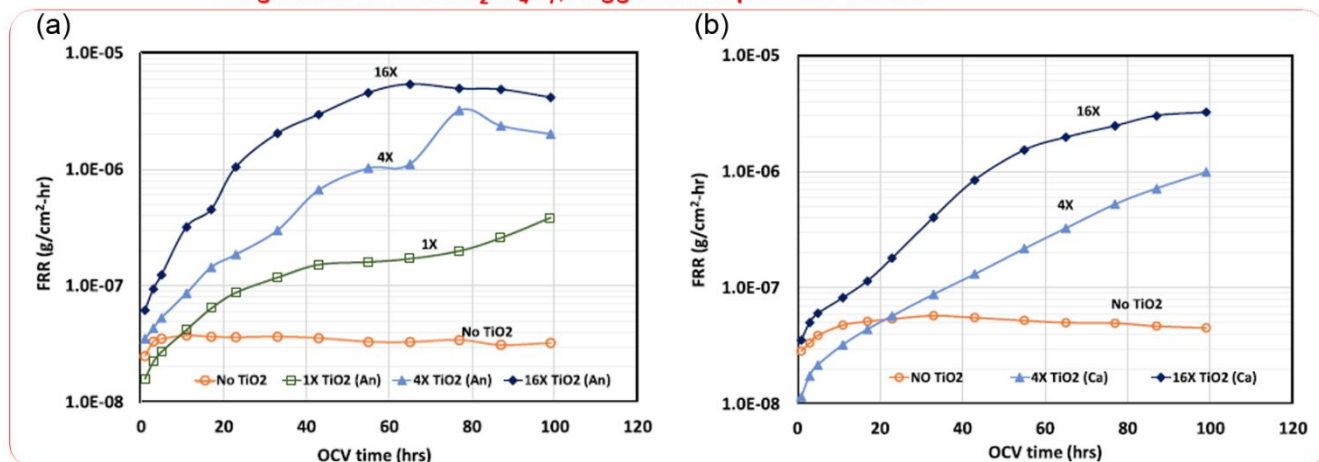 (a)
1.0E-05
1.0E-06
1.0E-07
1.0E-08
FRR (g/cm²-hr)
16X
4X
1X
No TiO2
No TiO2
1X TiO2 (An)
4X TiO2 (An)
16X TiO2 (An)
0 20 40 60 80 100 120
OCV time (hrs)
(b)
1.0E-05
1.0E-06
1.0E-07
1.0E-08
FRR (g/cm²-hr)
16X
4X
No TiO2
No TiO2
4X TiO2 (Ca)
16X TiO2 (Ca)
0 20 40 60 80 100 120
OCV time (hrs)